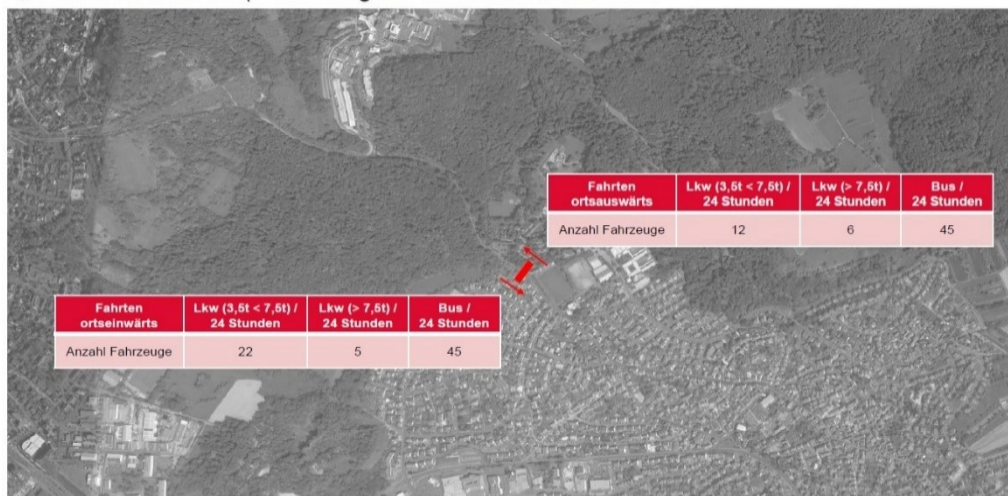 Fahrten ortsauswärts | Lkw (3,5t < 7,5t) / 24 Stunden | Lkw (> 7,5t) / 24 Stunden | Bus / 24 Stunden
Anzahl Fahrzeuge | 12 | 6 | 45
Fahrten ortseinwärts | Lkw (3,5t < 7,5t) / 24 Stunden | Lkw (> 7,5t) / 24 Stunden | Bus / 24 Stunden
Anzahl Fahrzeuge | 22 | 5 | 45